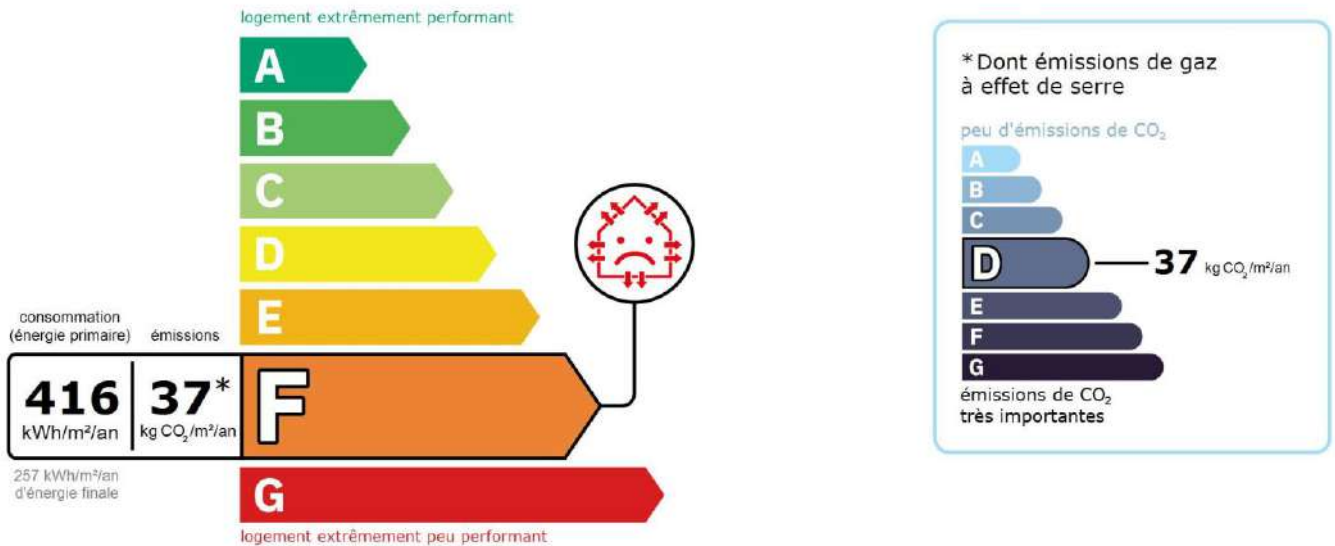 logement extrêmement performant
A
B
C
D
E
consommation
(énergie primaire)
émissions
416
kWh/m²/an
37*
kg CO₂/m²/an
F
257 kWh/m²/an
d'énergie finale
G
logement extrêmement peu performant
*Dont émissions de gaz
à effet de serre
peu d'émissions de CO₂
A
B
C
D
37 kg CO₂/m²/an
E
F
G
émissions de CO₂
très importantes